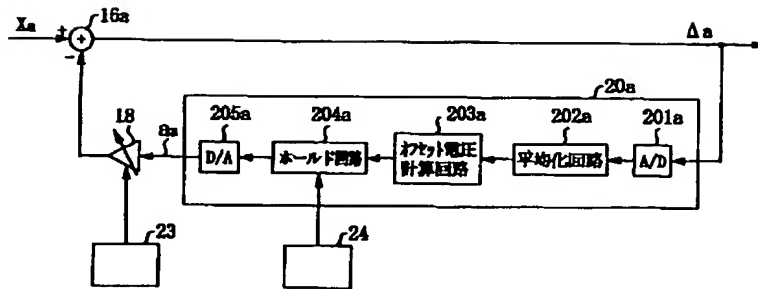 Xa
+
16a
+
-
Δa
20a
18
aa
205a
204a
203a
202a
201a
D/A
ホールド回路
オフセット電圧
計算回路
平均化回路
A/D
23
24